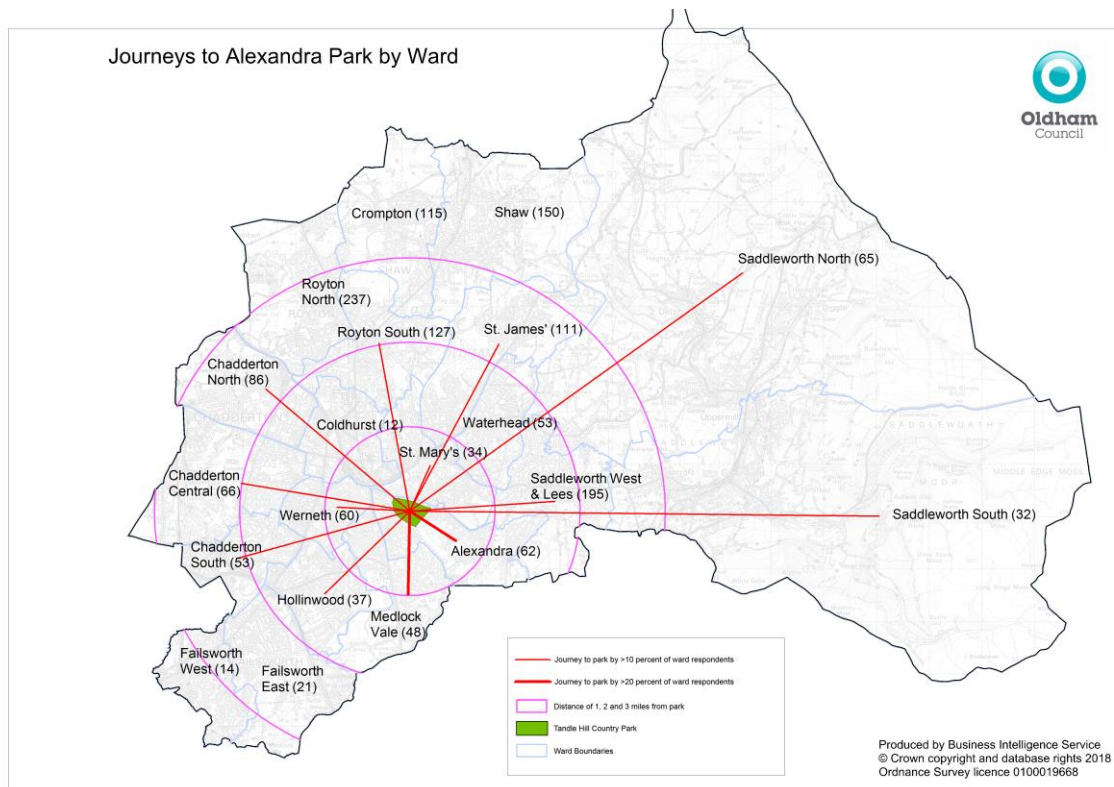 Journeys to Alexandra Park by Ward
Oldham
Council
Crompton (115)
Shaw (150)
Saddleworth North (65)
Royton
North (237)
Royton South (127)
St. James' (111)
Chadderton
North (86)
Coldhurst (12)
Waterhead (53)
St. Mary's (34)
Chadderton
Central (66)
Saddleworth West
& Lees (195)
Werneth (60)
Saddleworth South (32)
Chadderton
South (53)
Alexandra (62)
Hollinwood (37)
Medlock
Vale (48)
Failsworth
West (14)
Failsworth
East (21)
Journey to park by >10 percent of ward respondents
Journey to park by >20 percent of ward respondents
Distance of 1, 2 and 3 miles from park
Tandle Hill Country Park
Ward Boundaries
Produced by Business Intelligence Service
© Crown copyright and database rights 2018
Ordnance Survey licence 0100019668